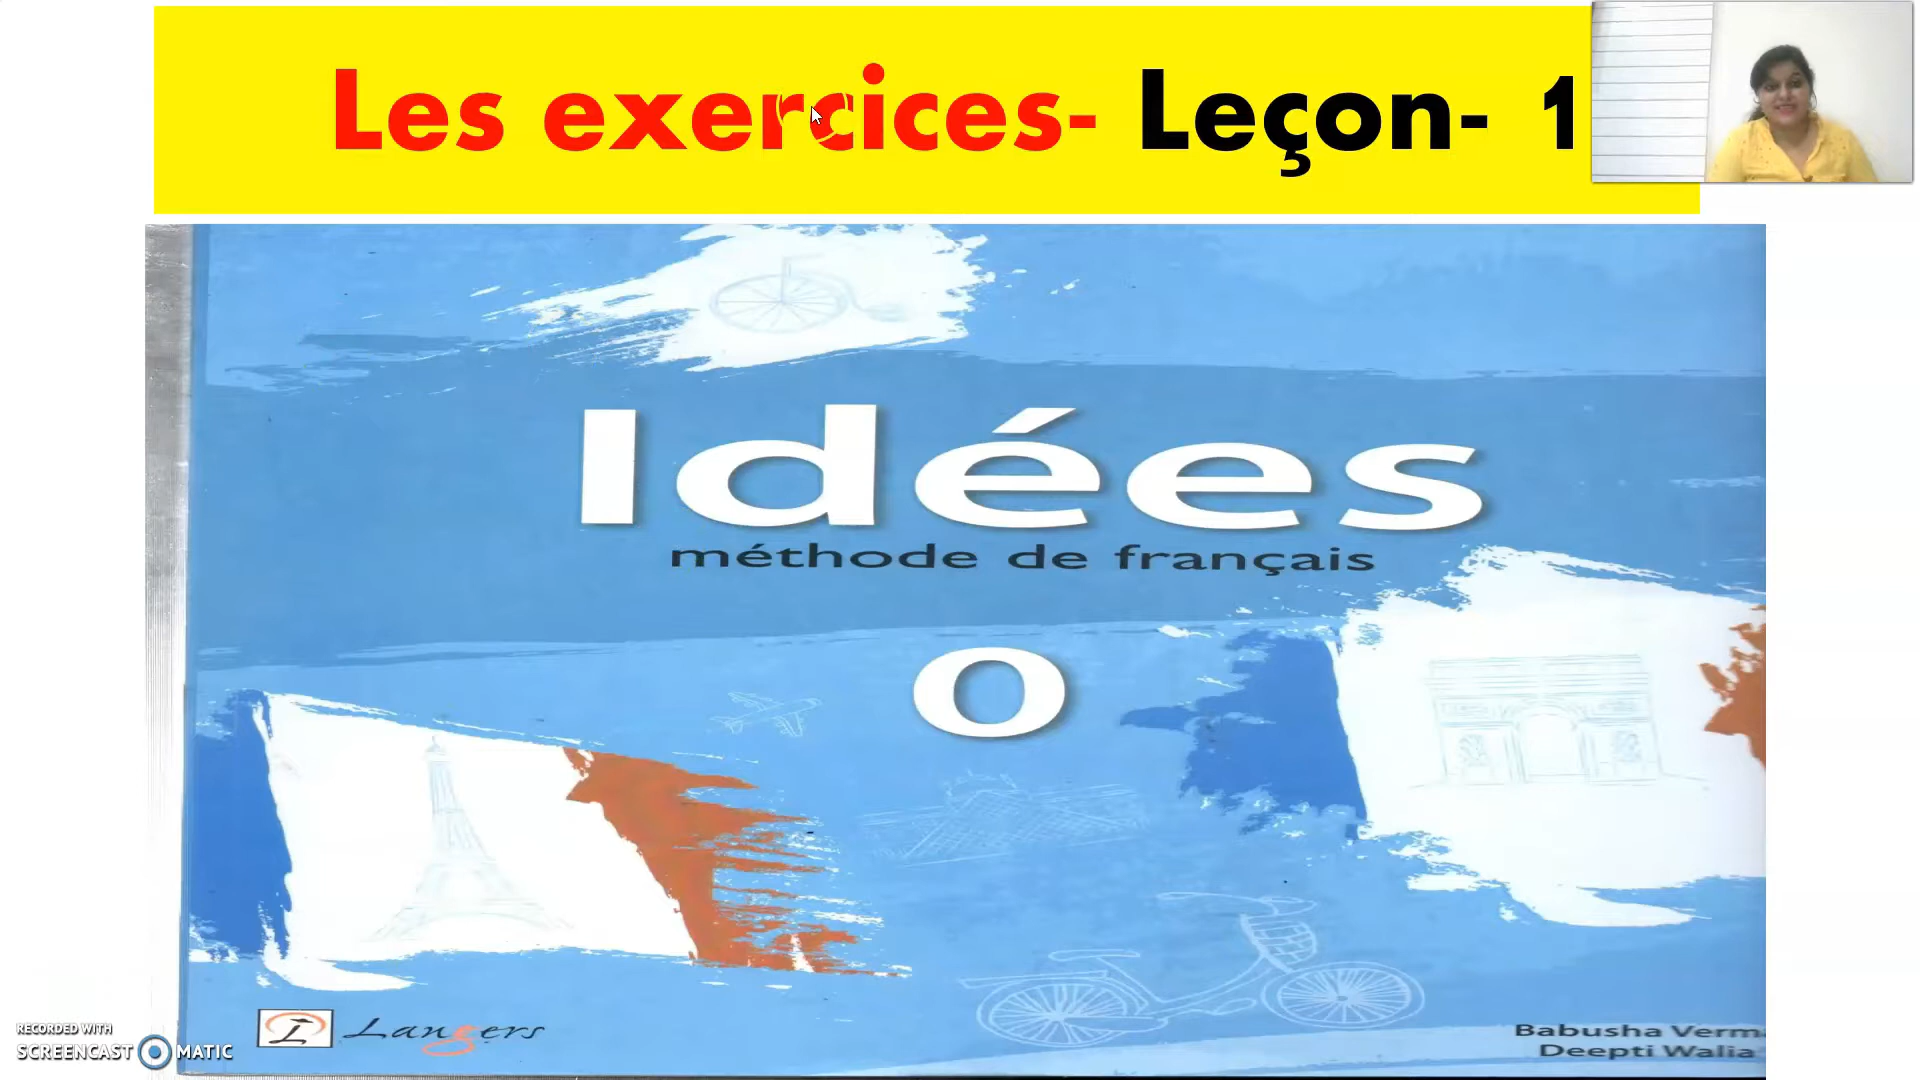 Les exercices- Leçon- 1
Idées
méthode de français
0
Langers
Babusha Verm
Deepti Walia
RECORDED WITH
SCREENCAST MATIC